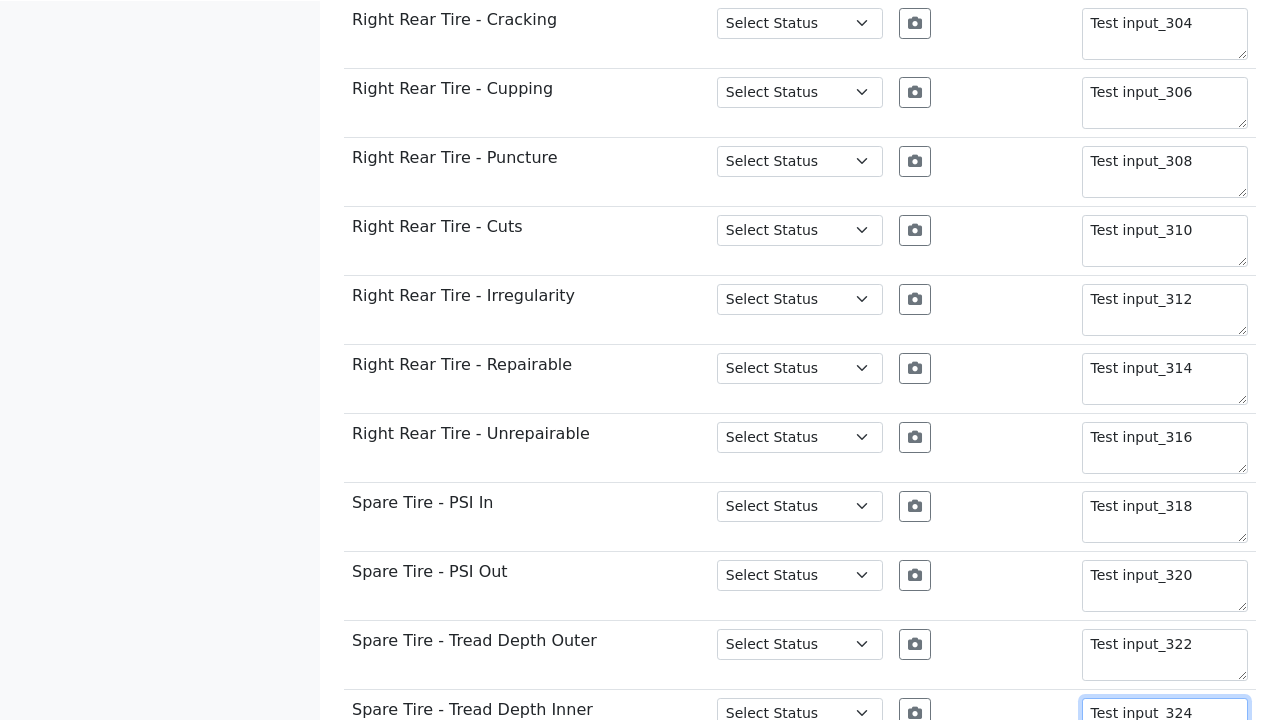 Right Rear Tire - Cracking Select Status Test input_304
Right Rear Tire - Cupping Select Status Test input_306
Right Rear Tire - Puncture Select Status Test input_308
Right Rear Tire - Cuts Select Status Test input_310
Right Rear Tire - Irregularity Select Status Test input_312
Right Rear Tire - Repairable Select Status Test input_314
Right Rear Tire - Unrepairable Select Status Test input_316
Spare Tire - PSI In Select Status Test input_318
Spare Tire - PSI Out Select Status Test input_320
Spare Tire - Tread Depth Outer Select Status Test input_322
Spare Tire - Tread Depth Inner Select Status Test input_324